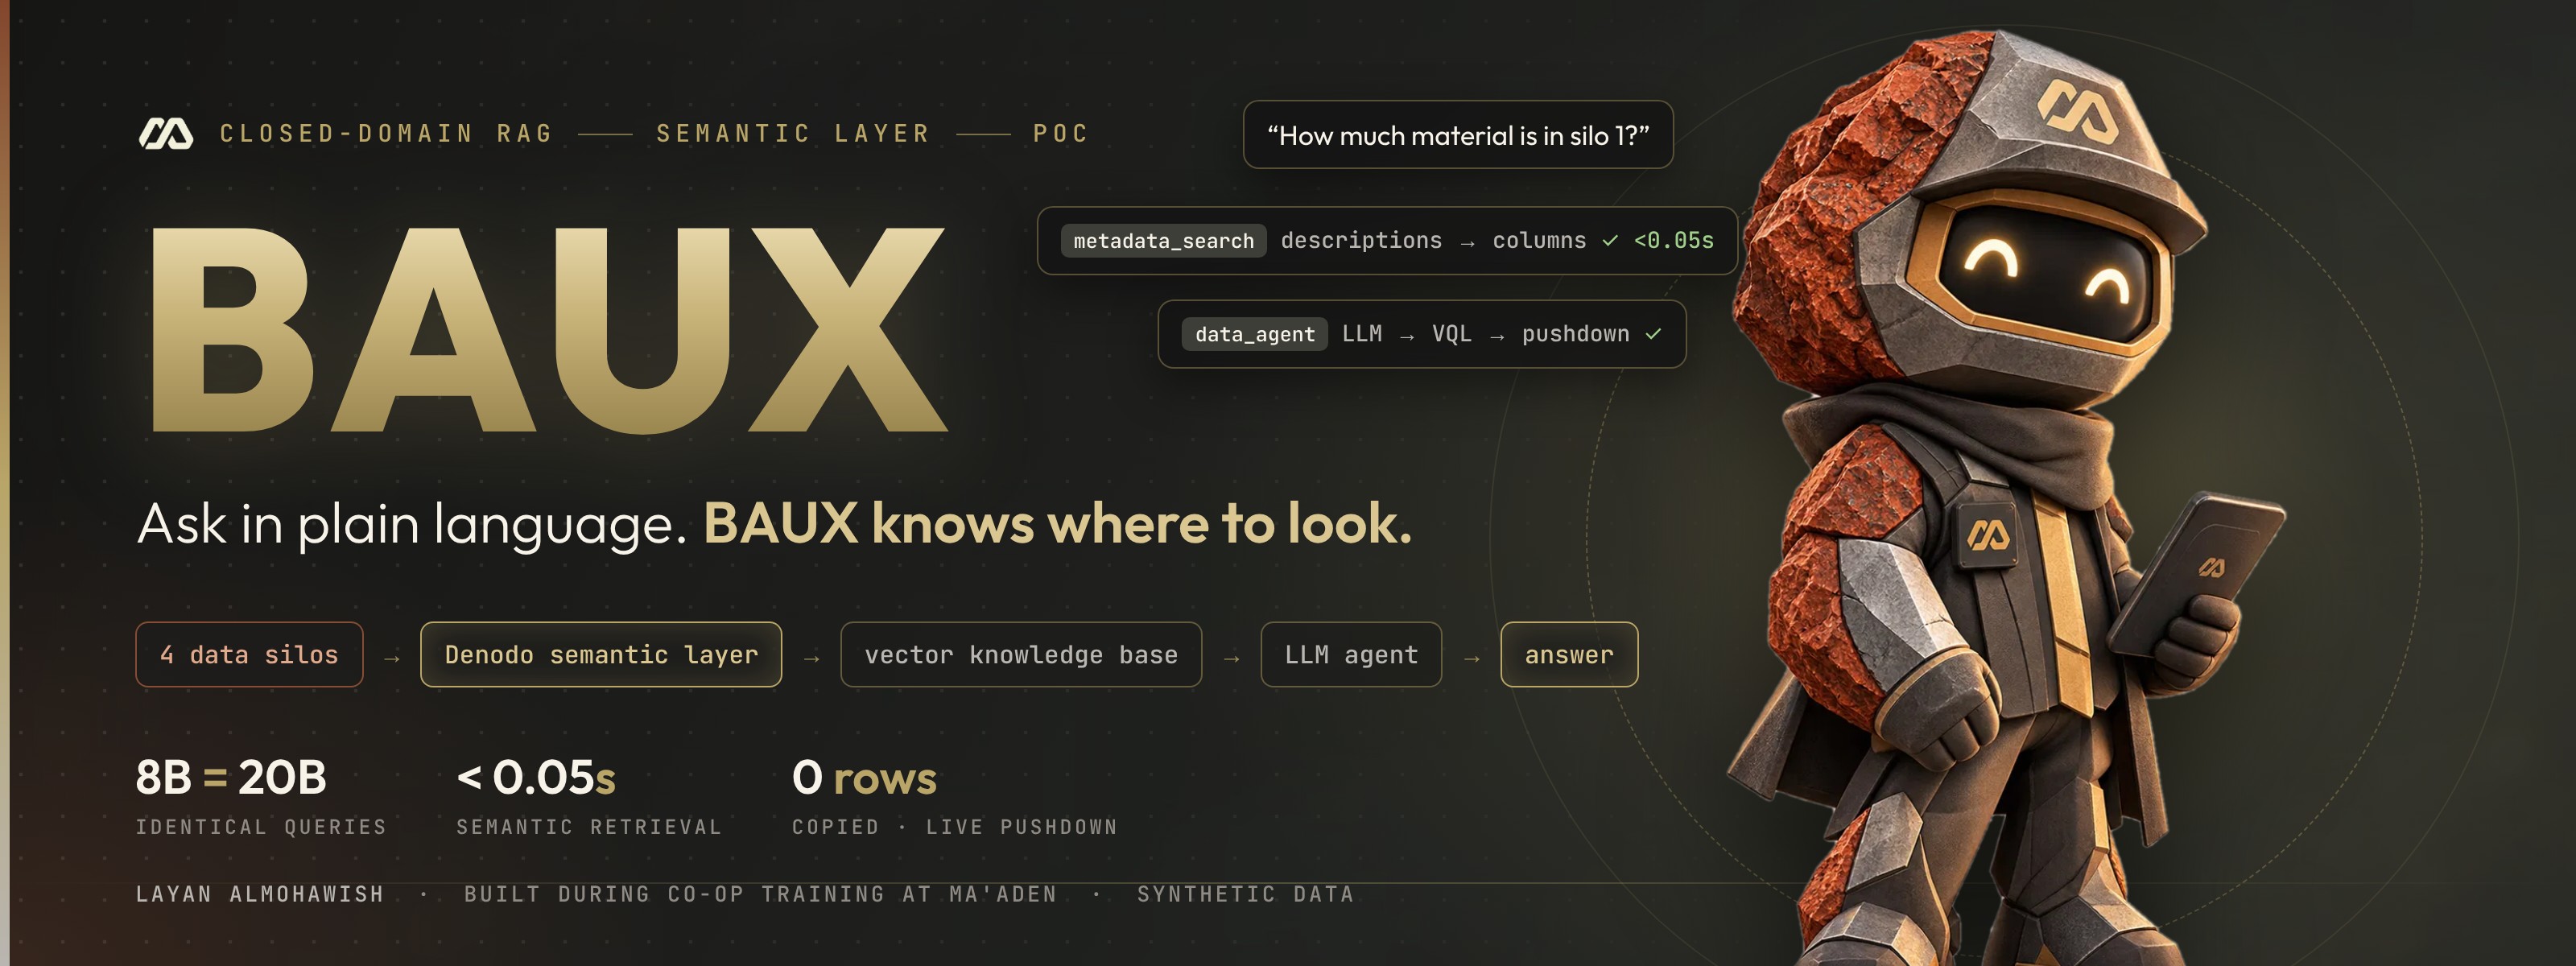 CLOSED-DOMAIN RAG — SEMANTIC LAYER — POC
“How much material is in silo 1?”
metadata_search descriptions → columns ✓ <0.05s
data_agent LLM → VQL → pushdown ✓
BAUX
Ask in plain language. BAUX knows where to look.
4 data silos → Denodo semantic layer → vector knowledge base → LLM agent → answer
8B = 20B
IDENTICAL QUERIES
< 0.05s
SEMANTIC RETRIEVAL
0 rows
COPIED · LIVE PUSHDOWN
LAYAN ALMOHAWISH · BUILT DURING CO-OP TRAINING AT MA'ADEN · SYNTHETIC DATA